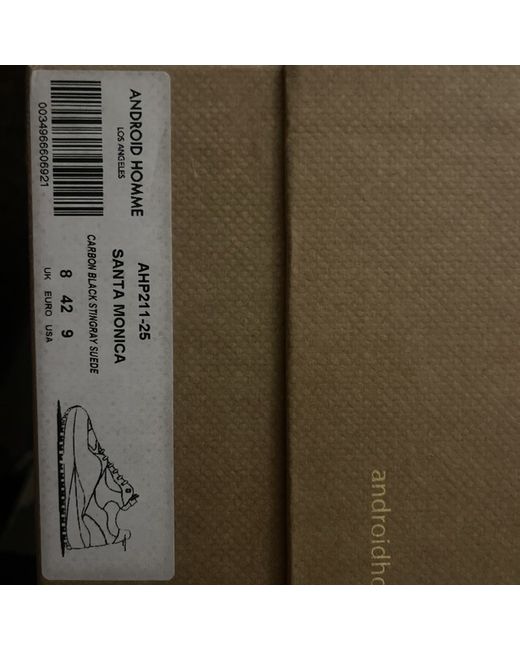 ANDROID HOMME
LOS ANGELES
0034966606921
AHP211-25
SANTA MONICA
CARBON BLACK STINGRAY SUEDE
8 42 9
UK EURO USA
androidho